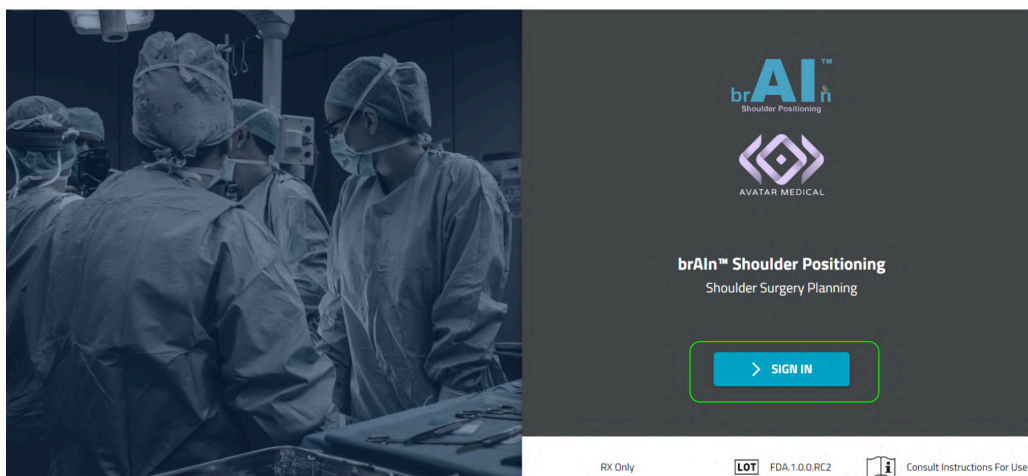 brAIn™
Shoulder Positioning
AVATAR MEDICAL
brAIn™ Shoulder Positioning
Shoulder Surgery Planning
SIGN IN
RX Only
LOT FDA.1.0.0.RC2
Consult Instructions For Use